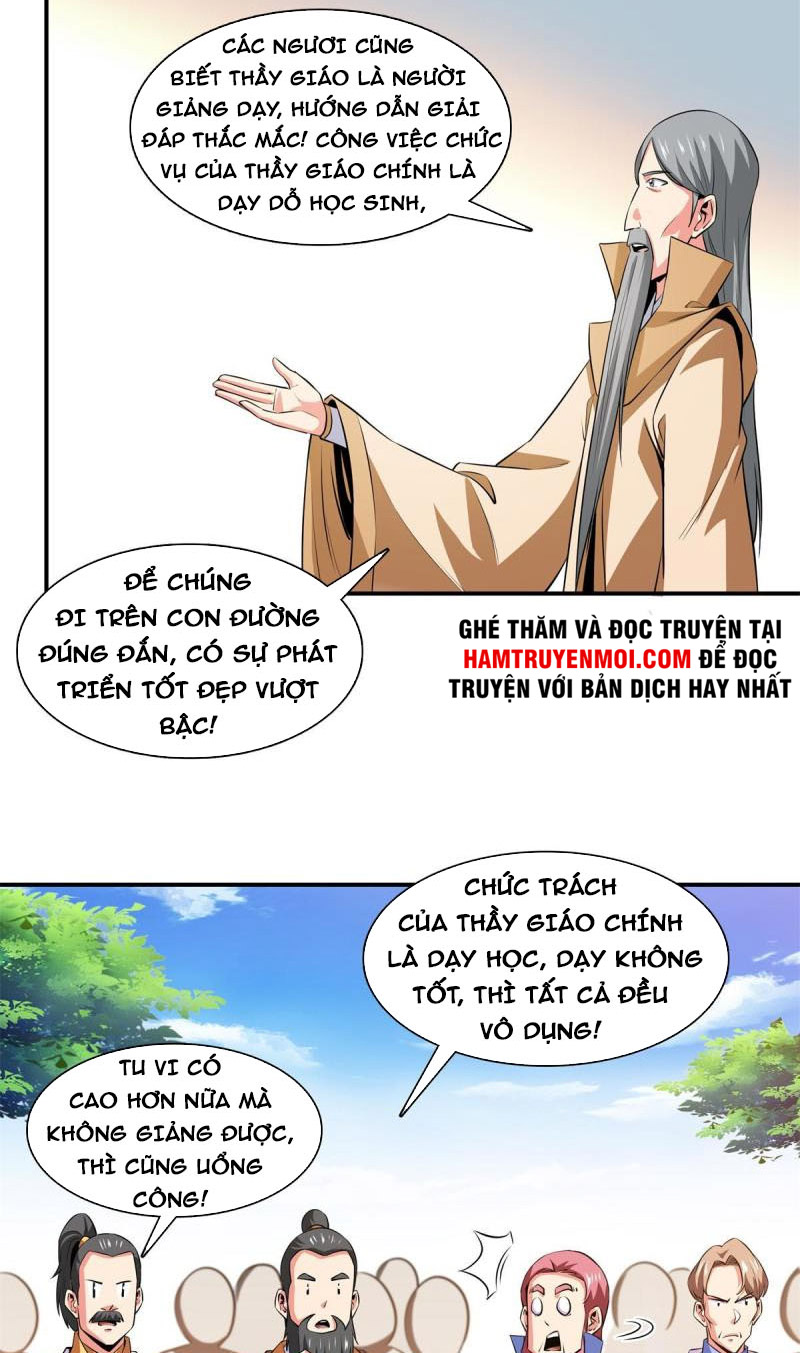 CÁC NGƯƠI CŨNG
BIẾT THẦY GIÁO LÀ NGƯỜI
GIẢNG DẠY, HƯỚNG DẪN GIẢI
ĐÁP THẮC MẮC! CÔNG VIỆC CHỨC
VỤ CỦA THẦY GIÁO CHÍNH LÀ
DẠY DỖ HỌC SINH,
ĐỂ CHÚNG
ĐI TRÊN CON ĐƯỜNG
ĐÚNG ĐẮN, CÓ SỰ PHÁT
TRIỂN TỐT ĐẸP VƯỢT
BẬC!
GHÉ THĂM VÀ ĐỌC TRUYỆN TẠI
HAMTRUYENMOI.COM ĐỂ ĐỌC
TRUYỆN VỚI BẢN DỊCH HAY NHẤT
CHỨC TRÁCH
CỦA THẦY GIÁO CHÍNH
LÀ DẠY HỌC, DẠY KHÔNG
TỐT, THÌ TẤT CẢ ĐỀU
VÔ DỤNG!
TU VI CÓ
CAO HƠN NỮA MÀ
KHÔNG GIẢNG ĐƯỢC,
THÌ CŨNG UỔNG
CÔNG!